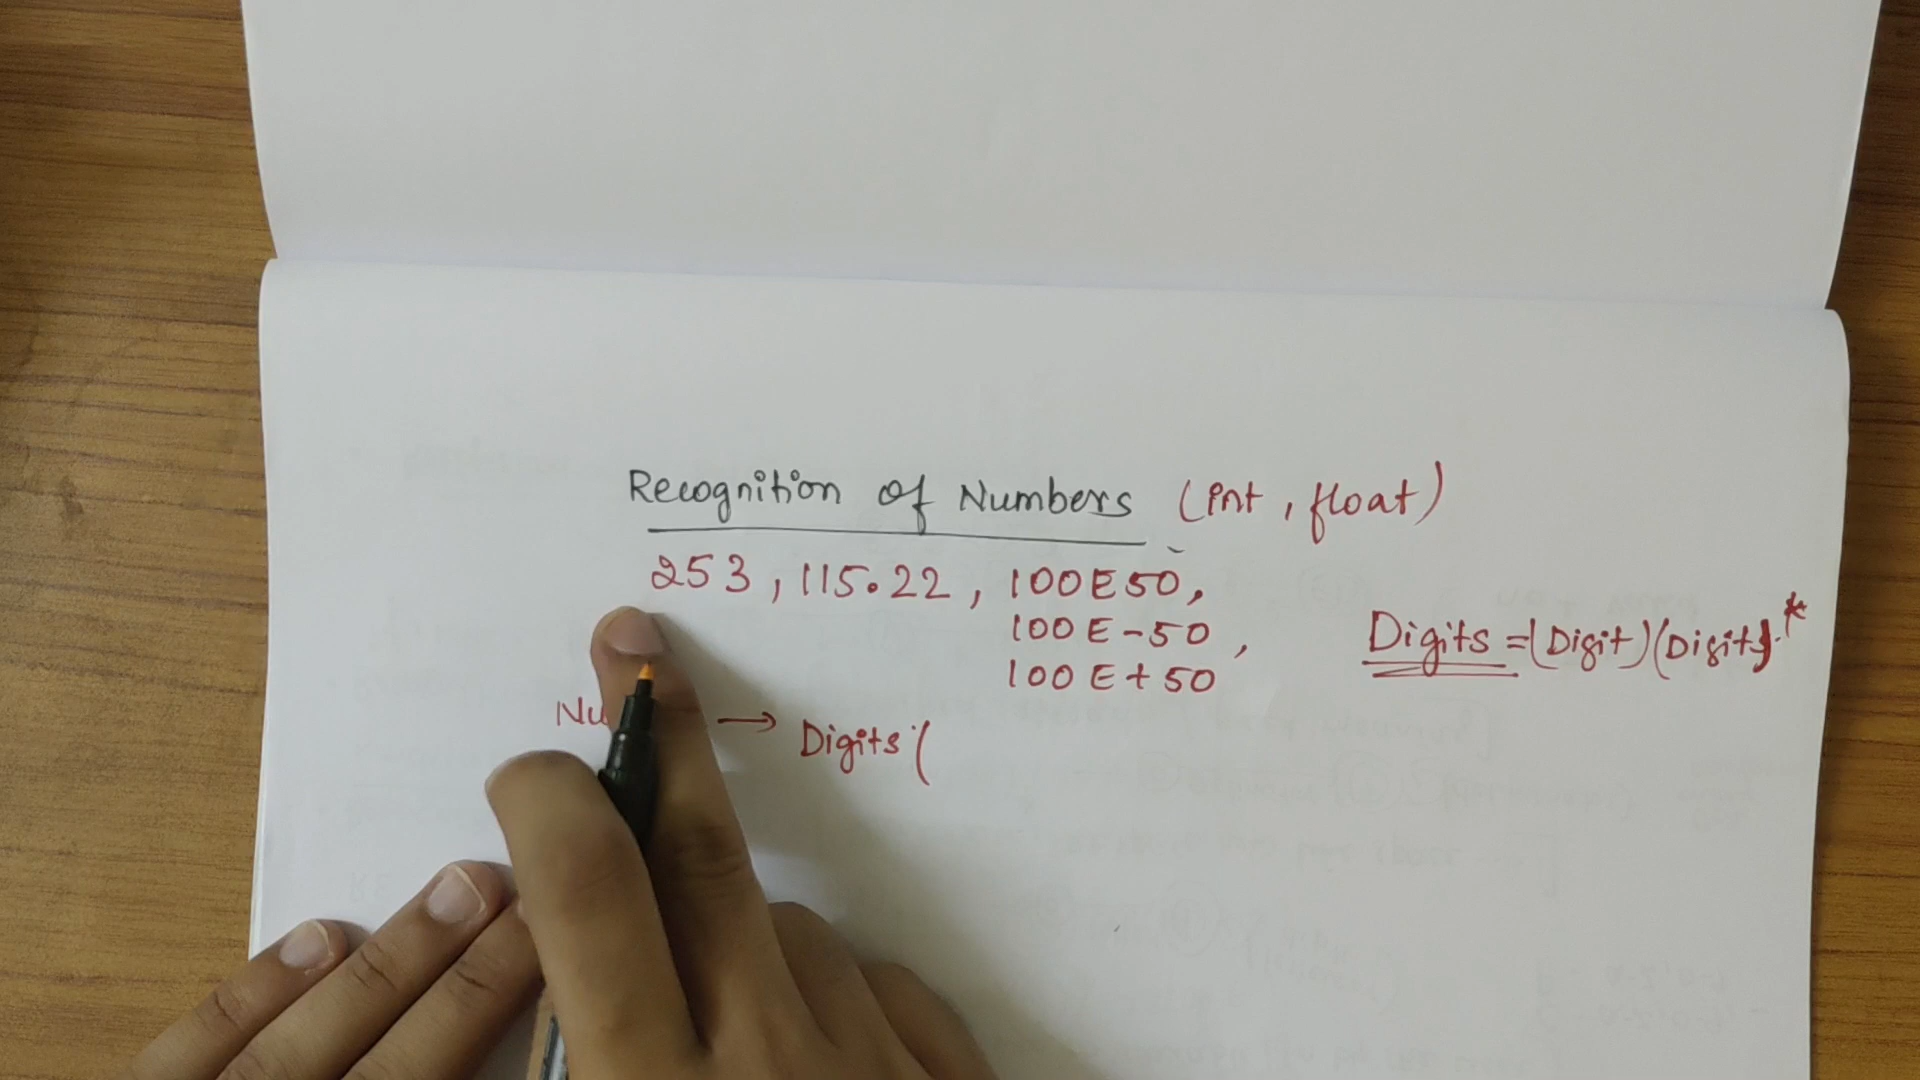 Recognition of Numbers (int, float)
253, 115.22, 100E50,
100E-50,
100E+50
Digits = (Digit)(Digit)*
→ Digits (